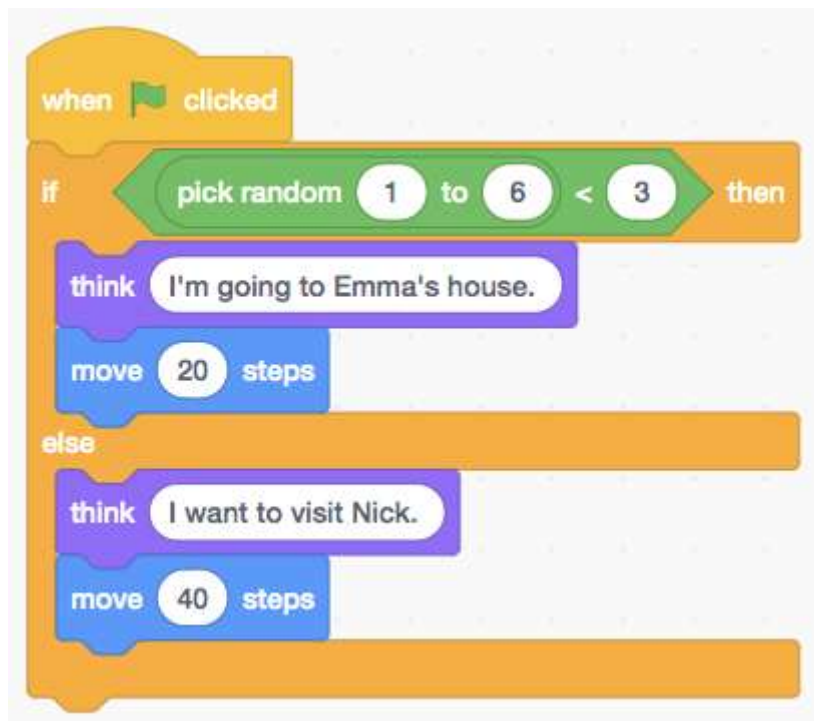 when clicked
if pick random 1 to 6 < 3 then
think I'm going to Emma's house.
move 20 steps
else
think I want to visit Nick.
move 40 steps